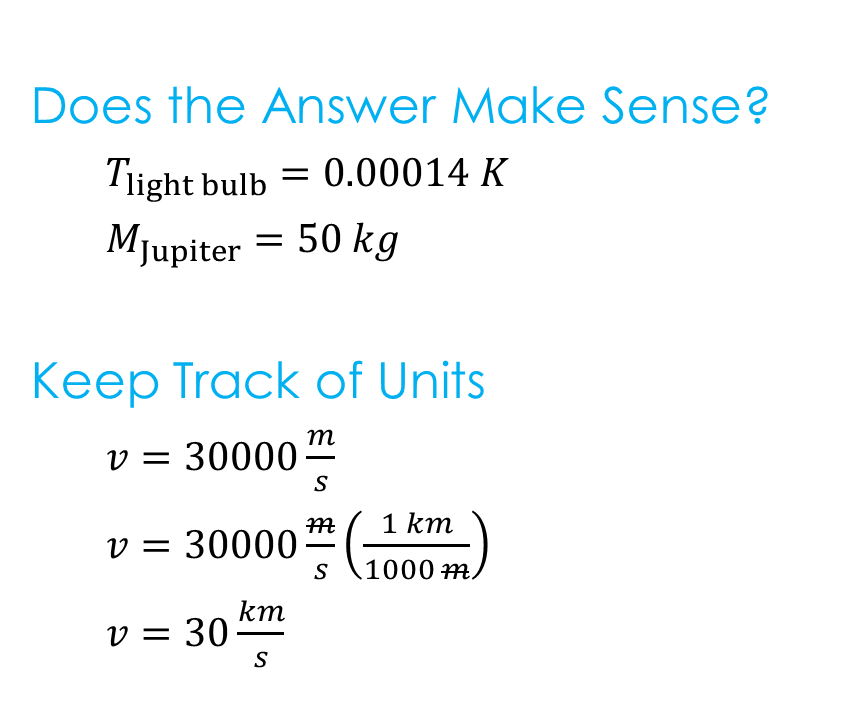 Does the Answer Make Sense?
T_light bulb = 0.00014 K
M_Jupiter = 50 kg
Keep Track of Units
v = 30000 m/s
v = 30000 m/s (1 km / 1000 m)
v = 30 km/s